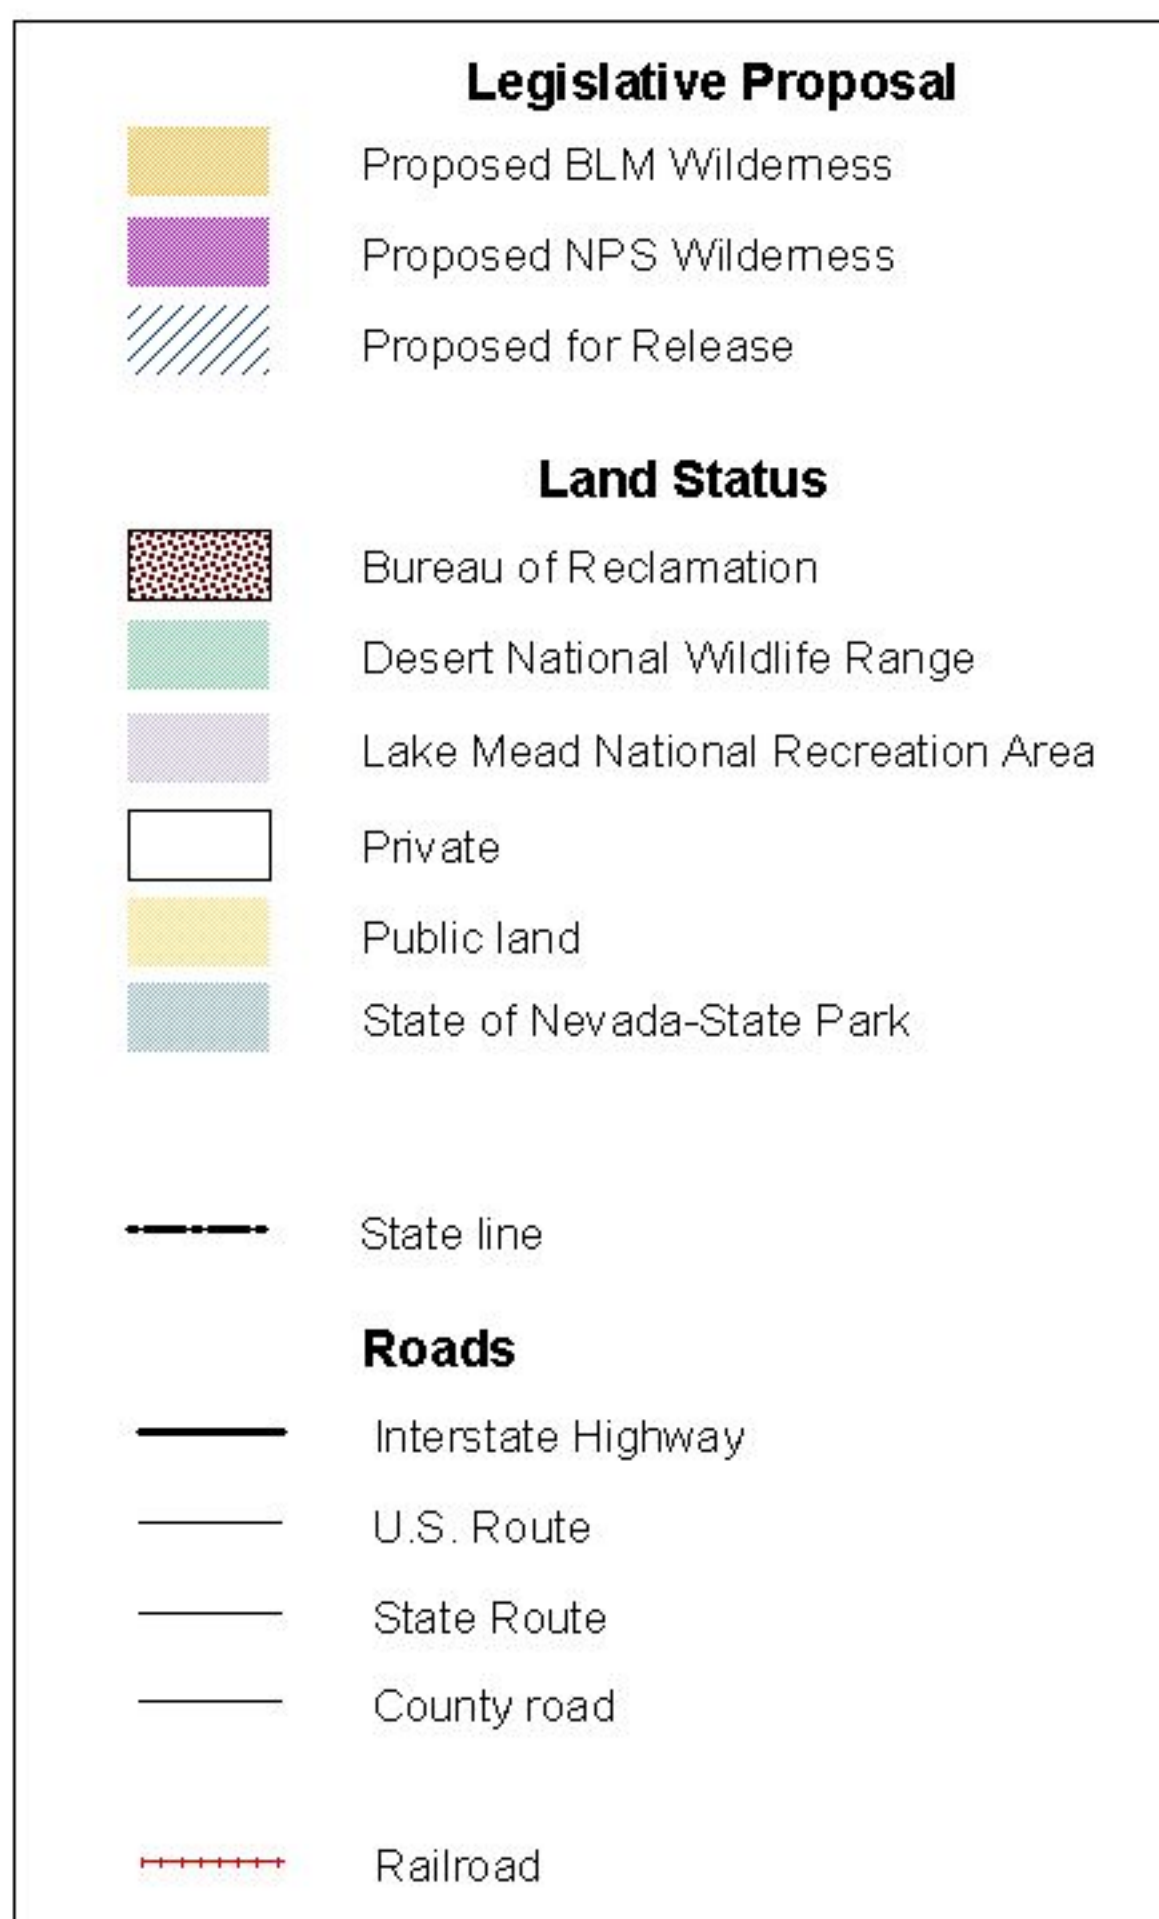 Legislative Proposal
Proposed BLM Wilderness
Proposed NPS Wilderness
Proposed for Release
Land Status
Bureau of Reclamation
Desert National Wildlife Range
Lake Mead National Recreation Area
Private
Public land
State of Nevada-State Park
State line
Roads
Interstate Highway
U.S. Route
State Route
County road
Railroad